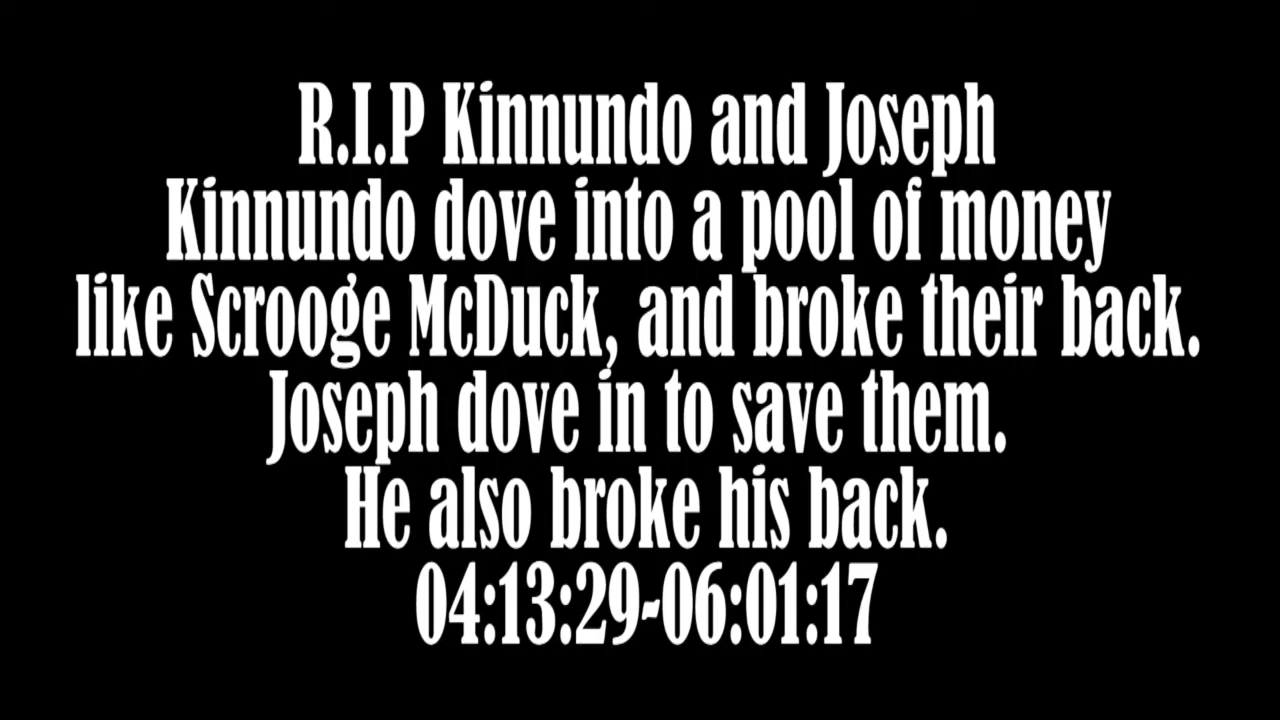 R.I.P Kinnundo and Joseph
Kinnundo dove into a pool of money
like Scrooge McDuck, and broke their back.
Joseph dove in to save them.
He also broke his back.
04:13:29-06:01:17